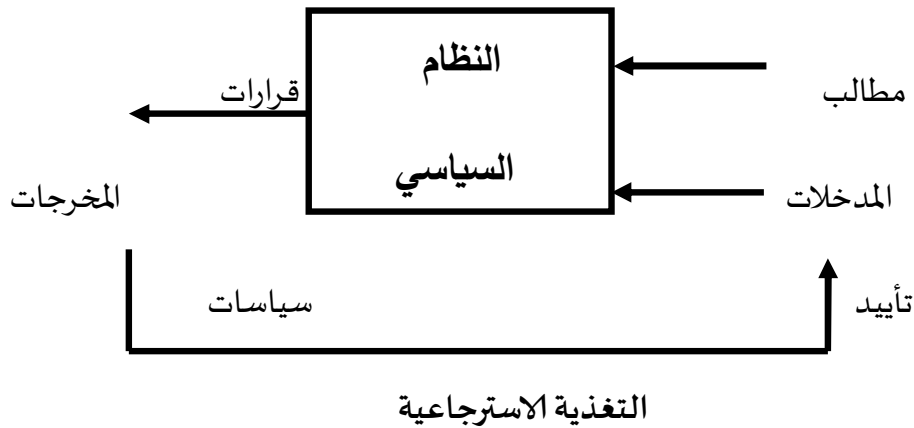 النظام
مطالب
قرارات
السياسي
المدخلات
المخرجات
تأييد
سياسات
التغذية الاسترجاعية